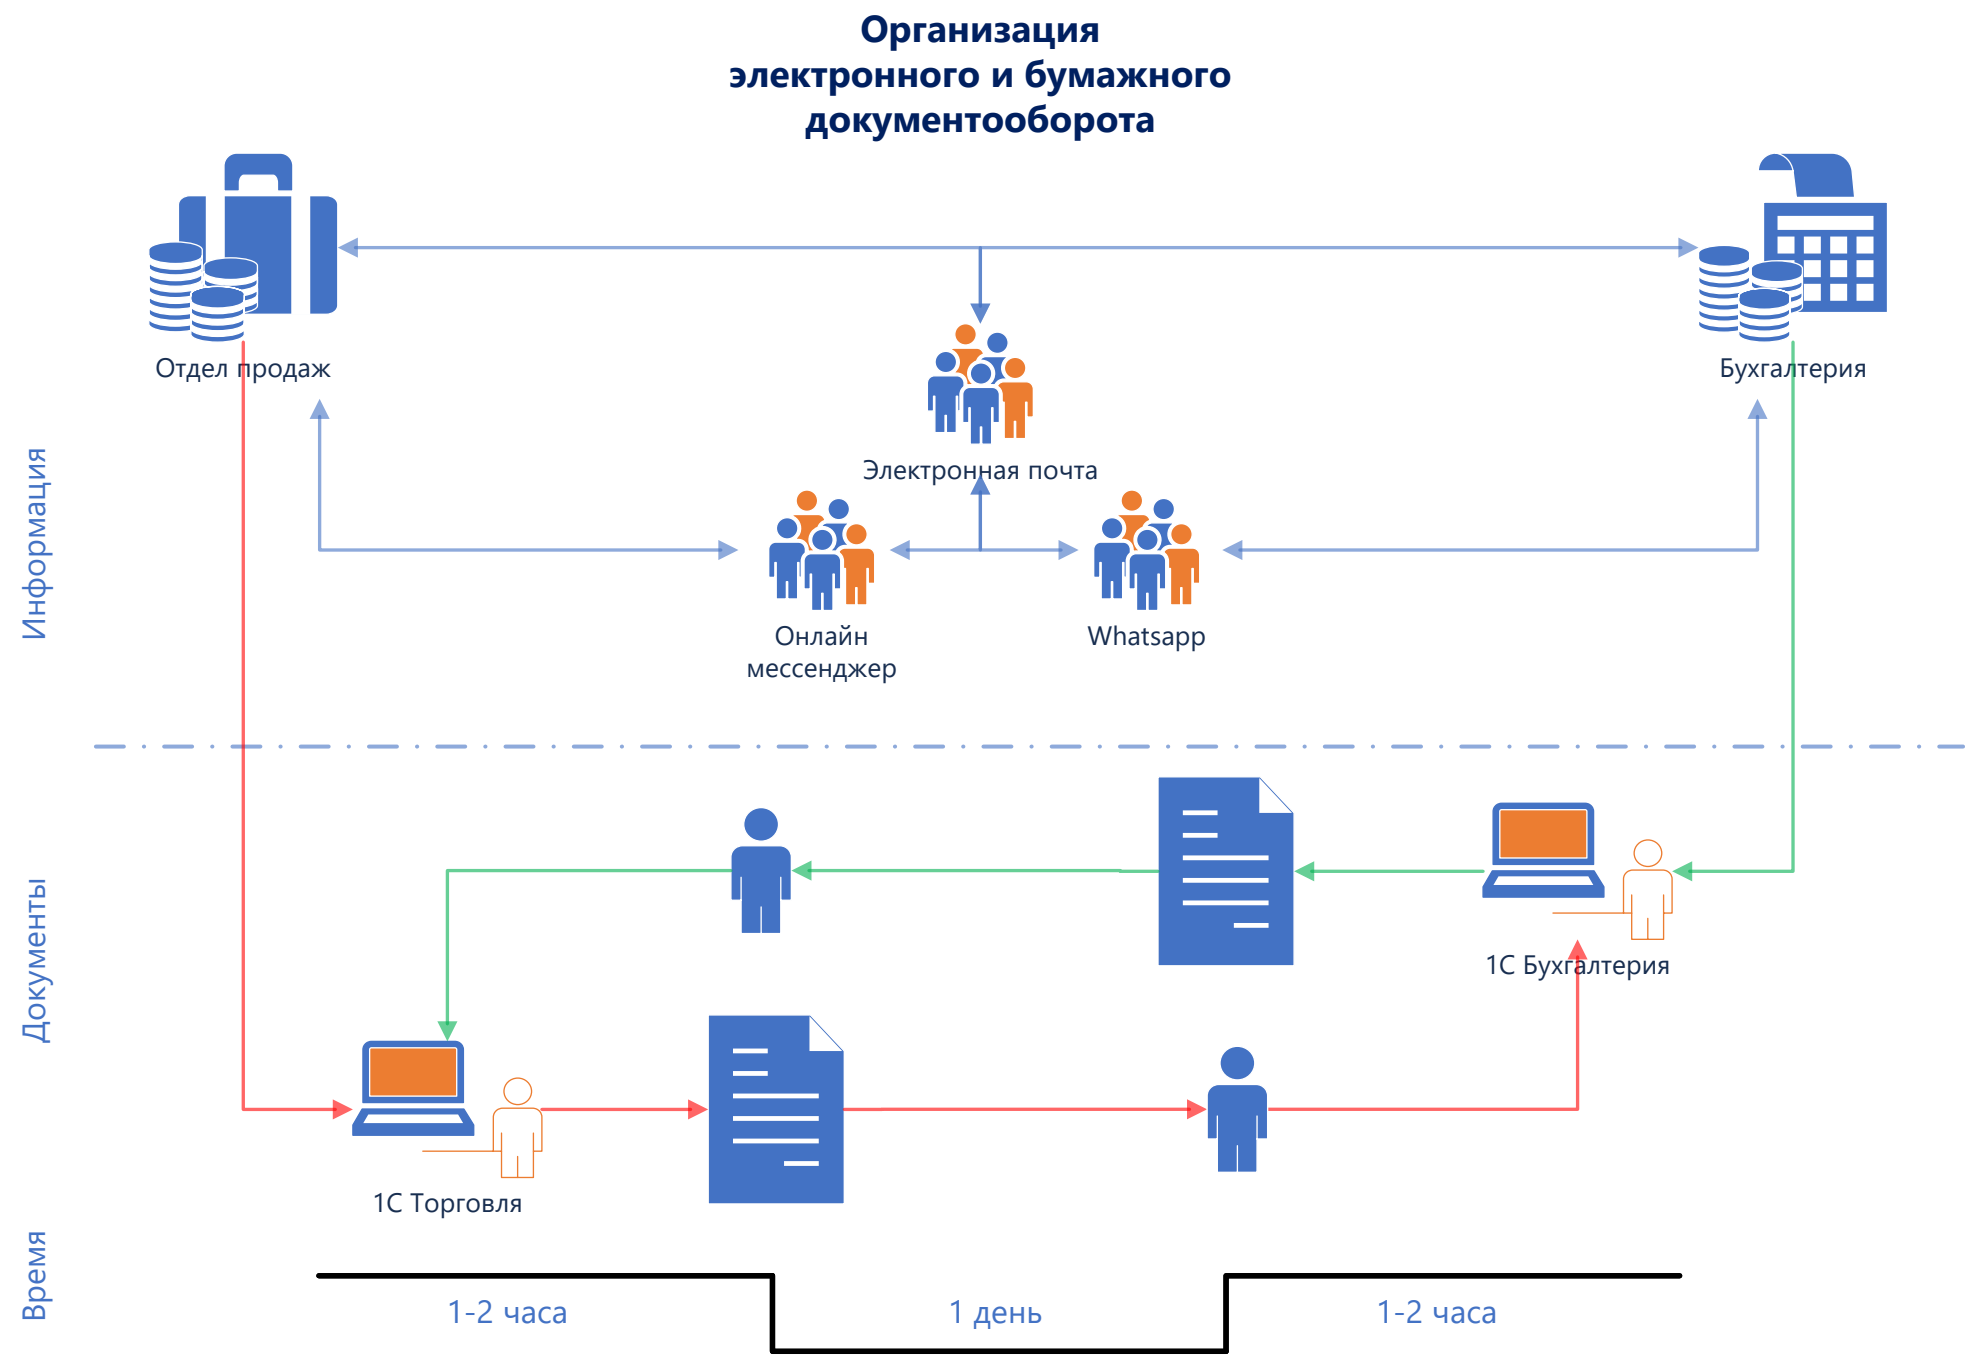 Организация
электронного и бумажного
документооборота
Отдел продаж
Бухгалтерия
Электронная почта
Онлайн
мессенджер
Whatsapp
Информация
Документы
1С Бухгалтерия
1С Торговля
Время
1-2 часа
1 день
1-2 часа